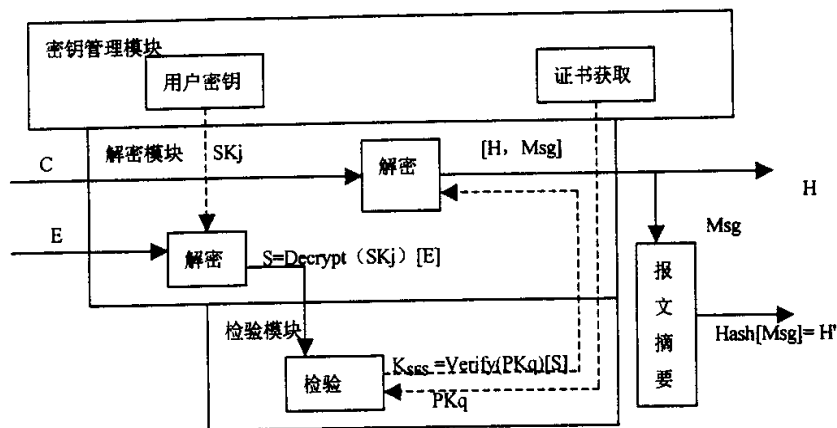 密钥管理模块
用户密钥
证书获取
解密模块
SKj
C
解密
[H，Msg]
H
E
解密
S=Decrypt（SKj）[E]
Msg
报文摘要
Hash[Msg]= H'
检验模块
检验
KSGS =Verify(PKq)[S]
PKq